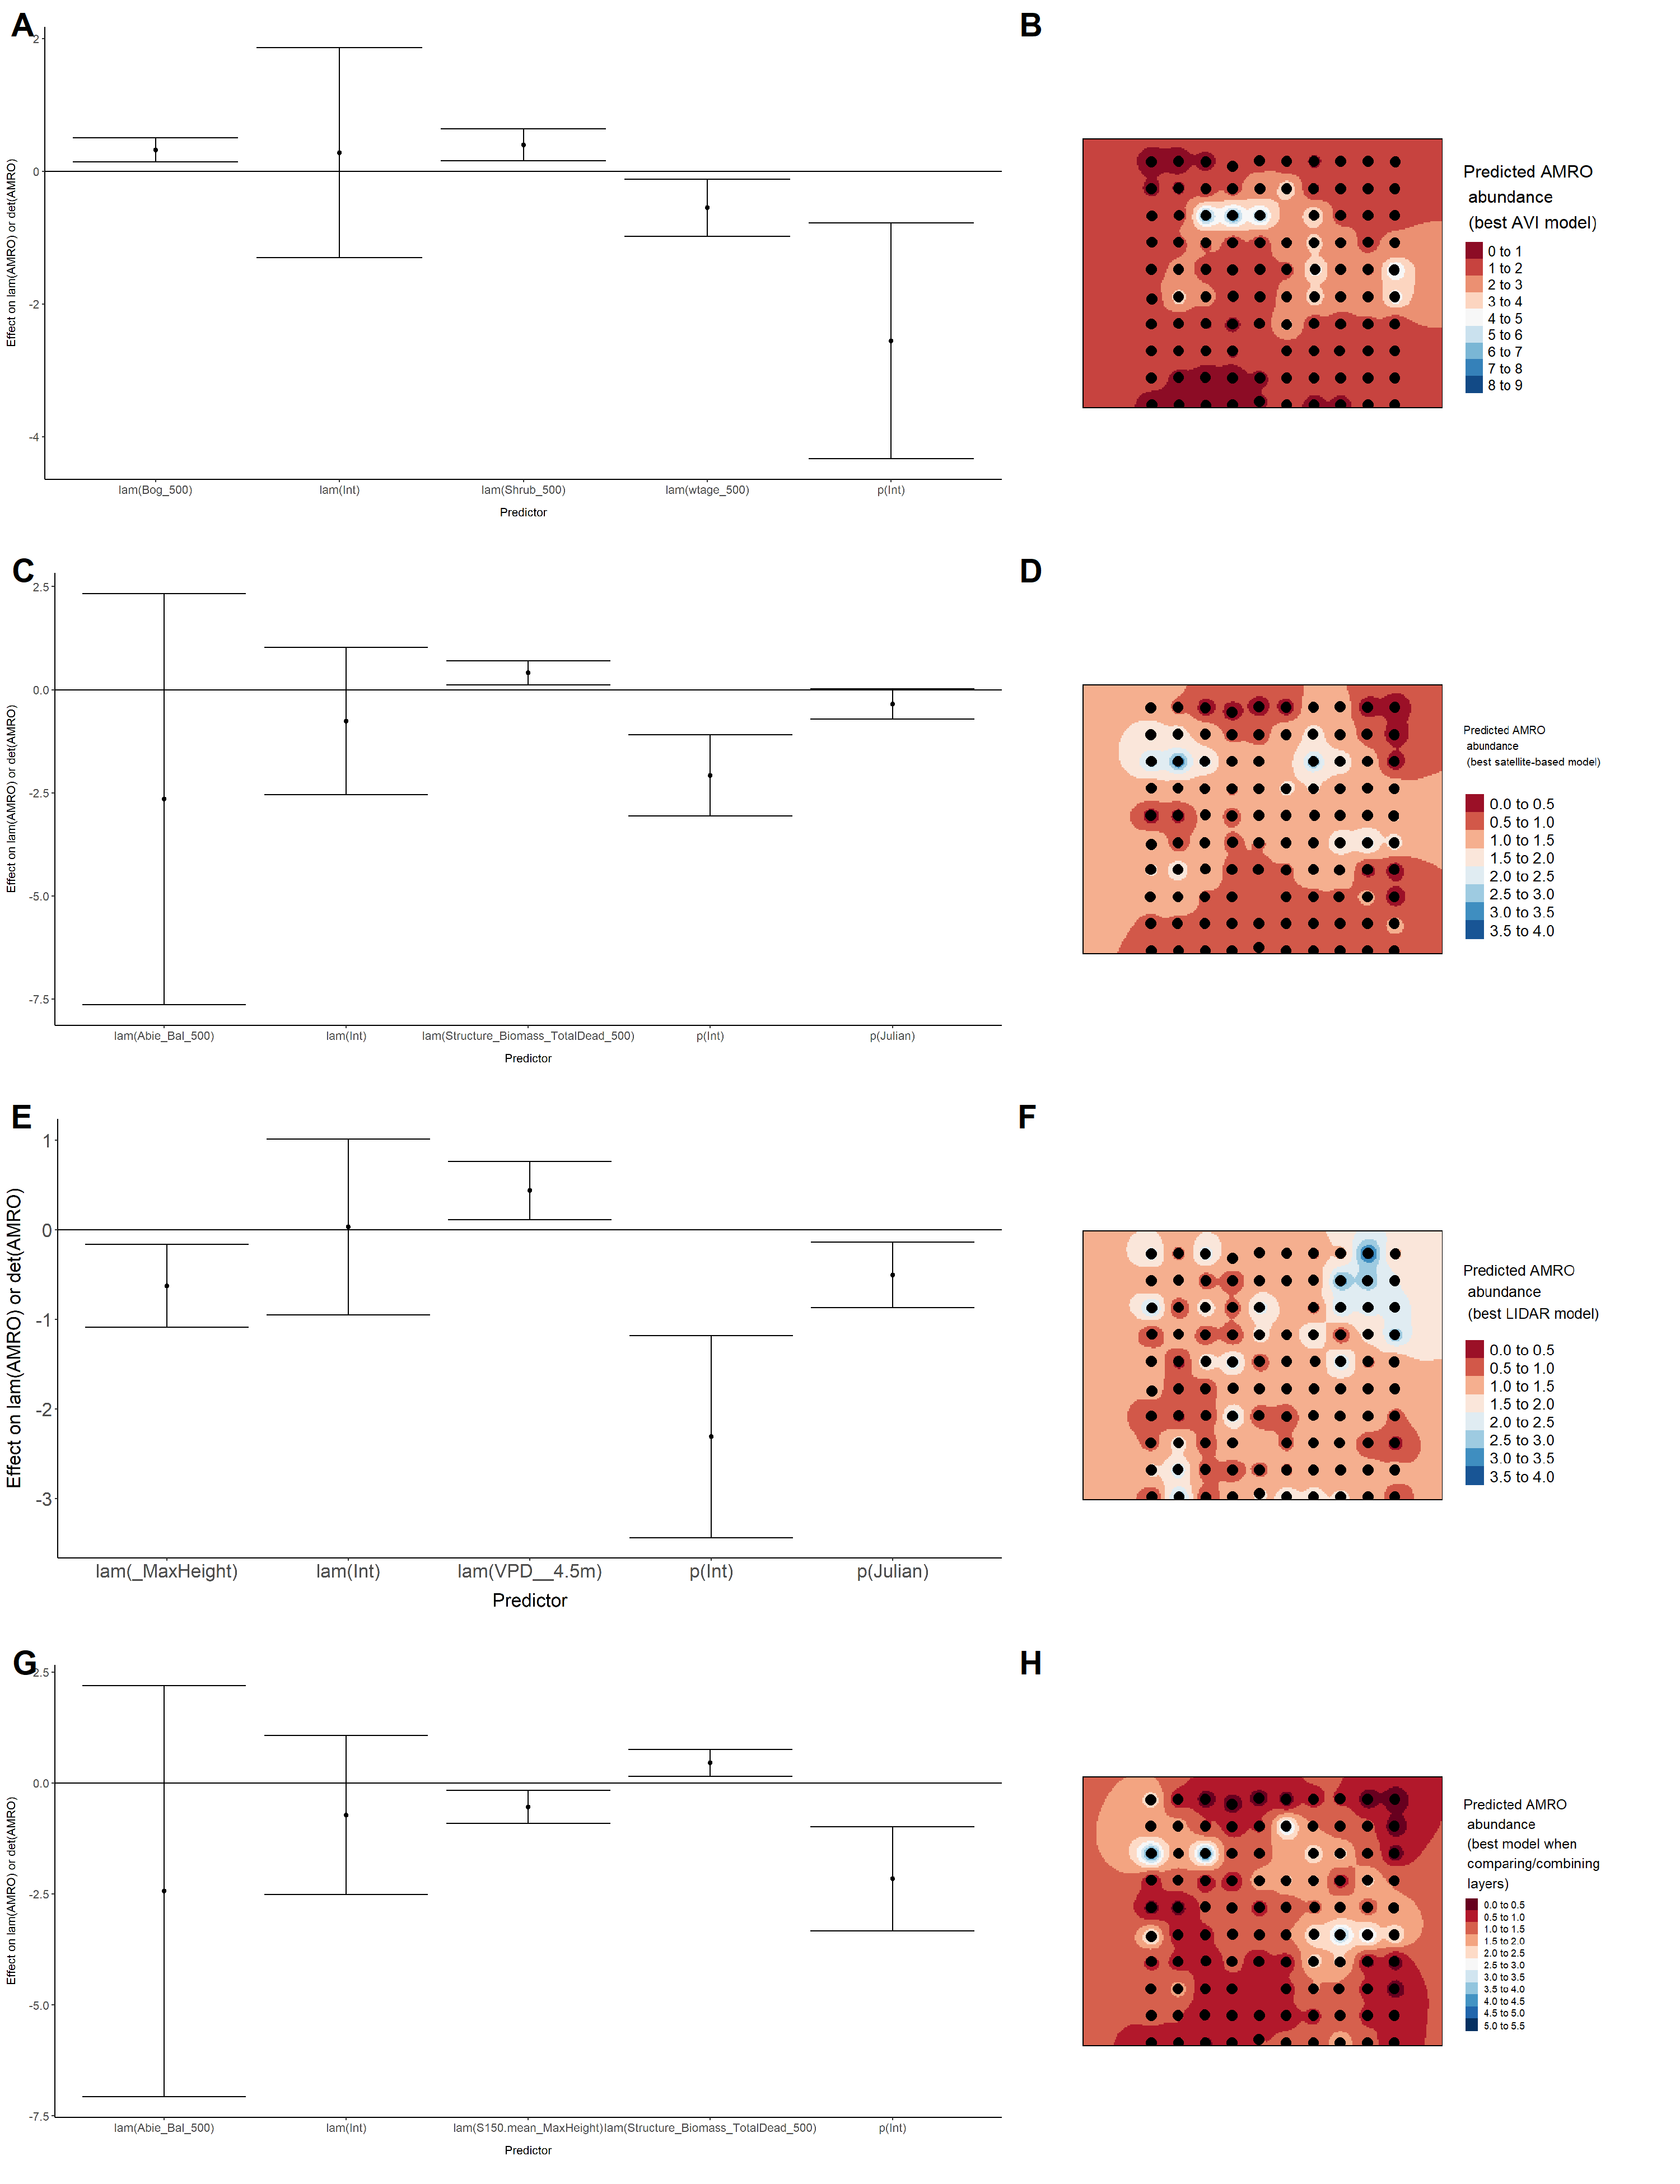 A
2
0
-2
-4
Effect on lam(AMRO) or det(AMRO)
lam(Bog_500)
lam(Int)
lam(Shrub_500)
lam(wtage_500)
p(Int)
Predictor
B
Predicted AMRO
abundance
(best AVI model)
0 to 1
1 to 2
2 to 3
3 to 4
4 to 5
5 to 6
6 to 7
7 to 8
8 to 9
C
2.5
0.0
-2.5
-5.0
-7.5
Effect on lam(AMRO) or det(AMRO)
lam(Abie_Bal_500)
lam(Int)
lam(Structure_Biomass_TotalDead_500)
p(Int)
p(Julian)
Predictor
D
Predicted AMRO
abundance
(best satellite-based model)
0.0 to 0.5
0.5 to 1.0
1.0 to 1.5
1.5 to 2.0
2.0 to 2.5
2.5 to 3.0
3.0 to 3.5
3.5 to 4.0
E
1
0
-1
-2
-3
Effect on lam(AMRO) or det(AMRO)
lam(_MaxHeight)
lam(Int)
lam(VPD__4.5m)
p(Int)
p(Julian)
Predictor
F
Predicted AMRO
abundance
(best LIDAR model)
0.0 to 0.5
0.5 to 1.0
1.0 to 1.5
1.5 to 2.0
2.0 to 2.5
2.5 to 3.0
3.0 to 3.5
3.5 to 4.0
G
2.5
0.0
-2.5
-5.0
-7.5
Effect on lam(AMRO) or det(AMRO)
lam(Abie_Bal_500)
lam(Int)
lam(S150.mean_MaxHeight)
lam(Structure_Biomass_TotalDead_500)
p(Int)
Predictor
H
Predicted AMRO
abundance
(best model when
comparing/combining
layers)
0.0 to 0.5
0.5 to 1.0
1.0 to 1.5
1.5 to 2.0
2.0 to 2.5
2.5 to 3.0
3.0 to 3.5
3.5 to 4.0
4.0 to 4.5
4.5 to 5.0
5.0 to 5.5